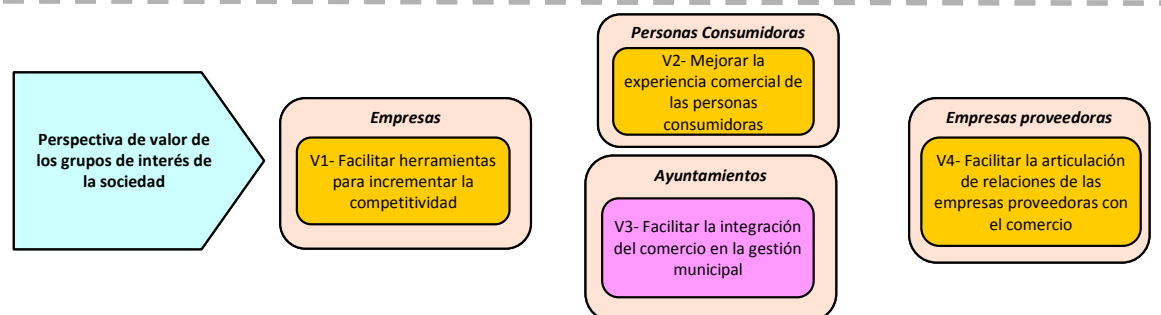 Perspectiva de valor de
los grupos de interés de
la sociedad
Empresas
V1- Facilitar herramientas
para incrementar la
competitividad
Personas Consumidoras
V2- Mejorar la
experiencia comercial de
las personas
consumidoras
Ayuntamientos
V3- Facilitar la integración
del comercio en la gestión
municipal
Empresas proveedoras
V4- Facilitar la articulación
de relaciones de las
empresas proveedoras con
el comercio